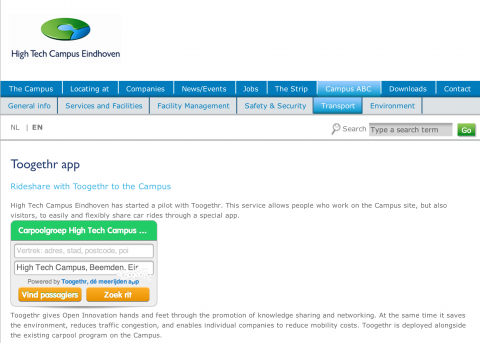 High Tech Campus Eindhoven
The Campus Locating at Companies News/Events Jobs The Strip Campus ABC Downloads Contact
General info Services and Facilities Facility Management Safety & Security Transport Environment
NL | EN Search Type a search term Go
Toogethr app
Rideshare with Toogethr to the Campus
High Tech Campus Eindhoven has started a pilot with Toogethr. This service allows people who work on the Campus site, but also
visitors, to easily and flexibly share car rides through a special app.
Carpoolgroep High Tech Campus ...
Vertrek: adres, stad, postcode, poi
High Tech Campus, Beemden, Eir
Powered by Toogethr, dé meerijden app
Vind passagiers Zoek rit
Toogethr gives Open Innovation hands and feet through the promotion of knowledge sharing and networking. At the same time it saves
the environment, reduces traffic congestion, and enables individual companies to reduce mobility costs. Toogethr is deployed alongside
the existing carpool program on the Campus.